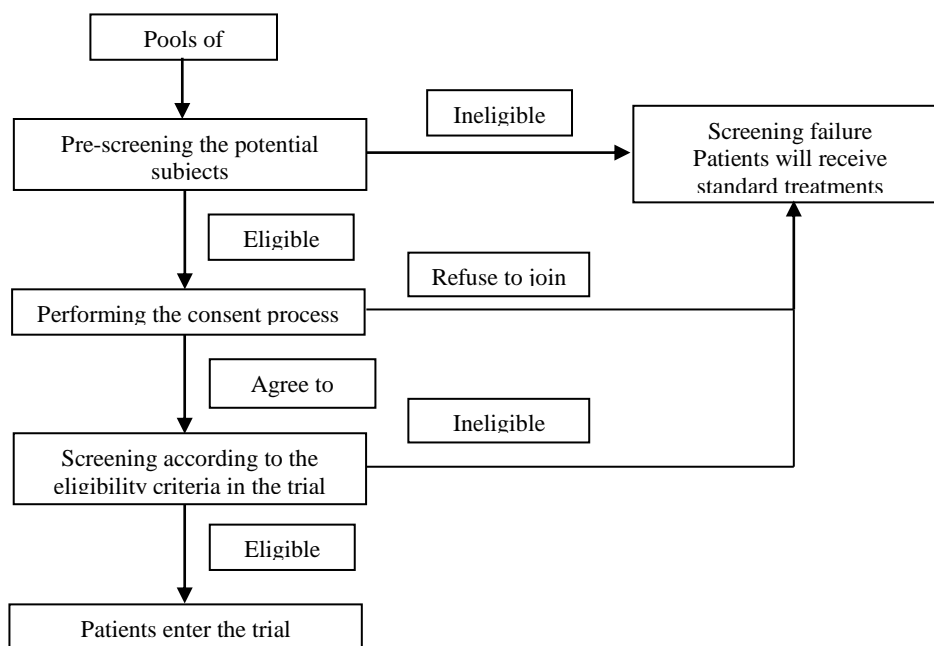 Pools of
Ineligible
Pre-screening the potential
subjects
Screening failure
Patients will receive
standard treatments
Eligible
Refuse to join
Performing the consent process
Agree to
Ineligible
Screening according to the
eligibility criteria in the trial
Eligible
Patients enter the trial